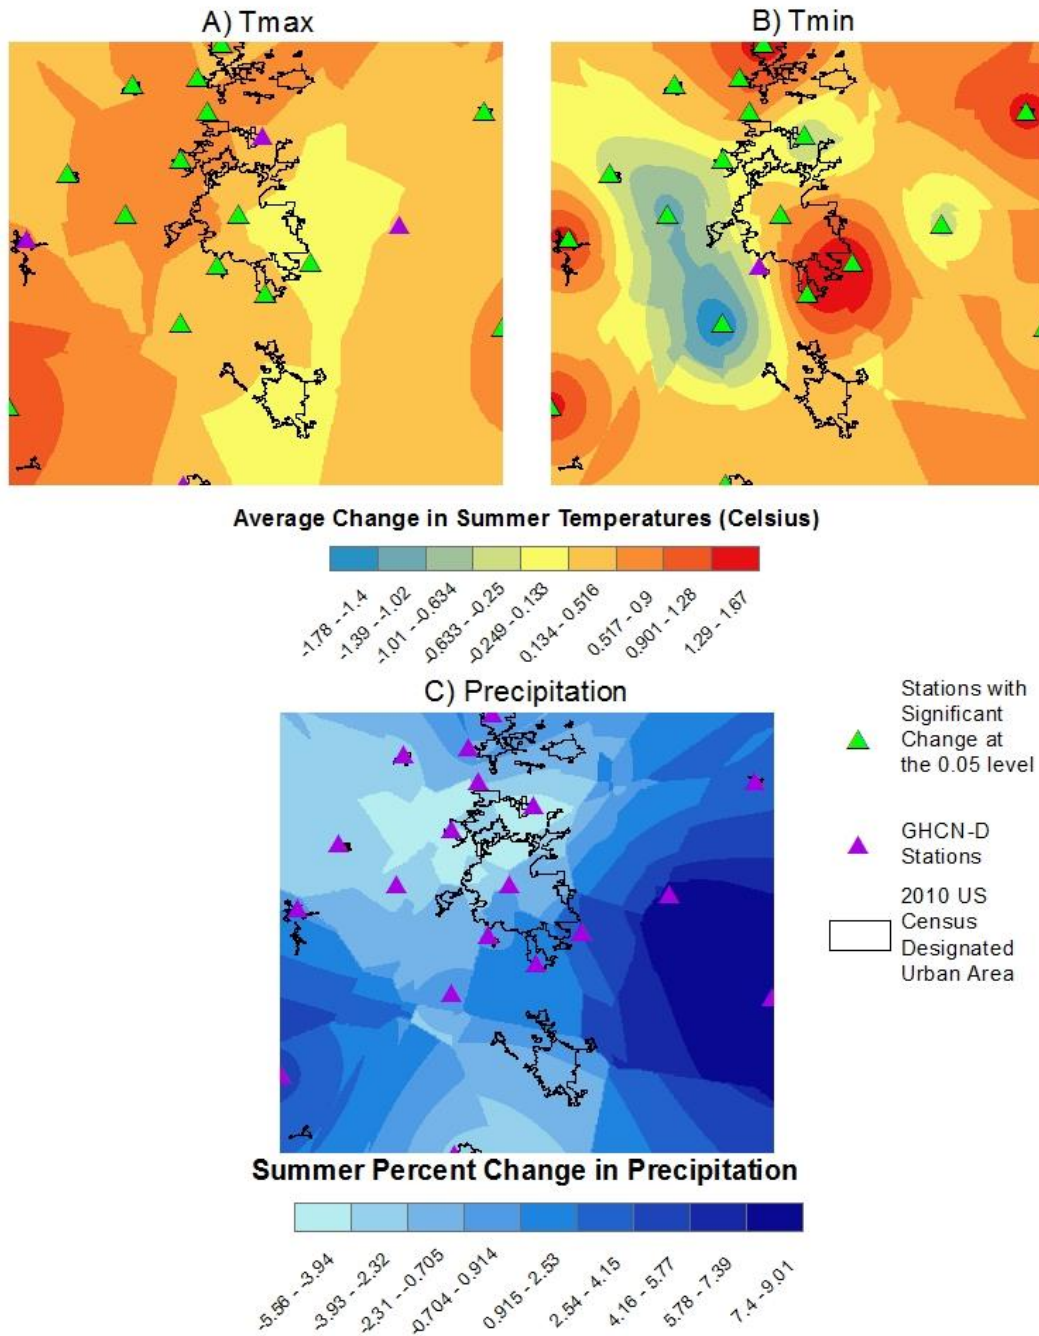 A) Tmax
B) Tmin
Average Change in Summer Temperatures (Celsius)
-1.78 - -1.4
-1.39 - -1.02
-1.01 - -0.634
-0.633 - -0.25
-0.249 - 0.133
0.134 - 0.516
0.517 - 0.9
0.901 - 1.28
1.29 - 1.67
C) Precipitation
Stations with
Significant
Change at
the 0.05 level
GHCN-D
Stations
2010 US
Census
Designated
Urban Area
Summer Percent Change in Precipitation
-5.56 - -3.94
-3.93 - -2.32
-2.31 - -0.705
-0.704 - 0.914
0.915 - 2.53
2.54 - 4.15
4.16 - 5.77
5.78 - 7.39
7.4 - 9.01